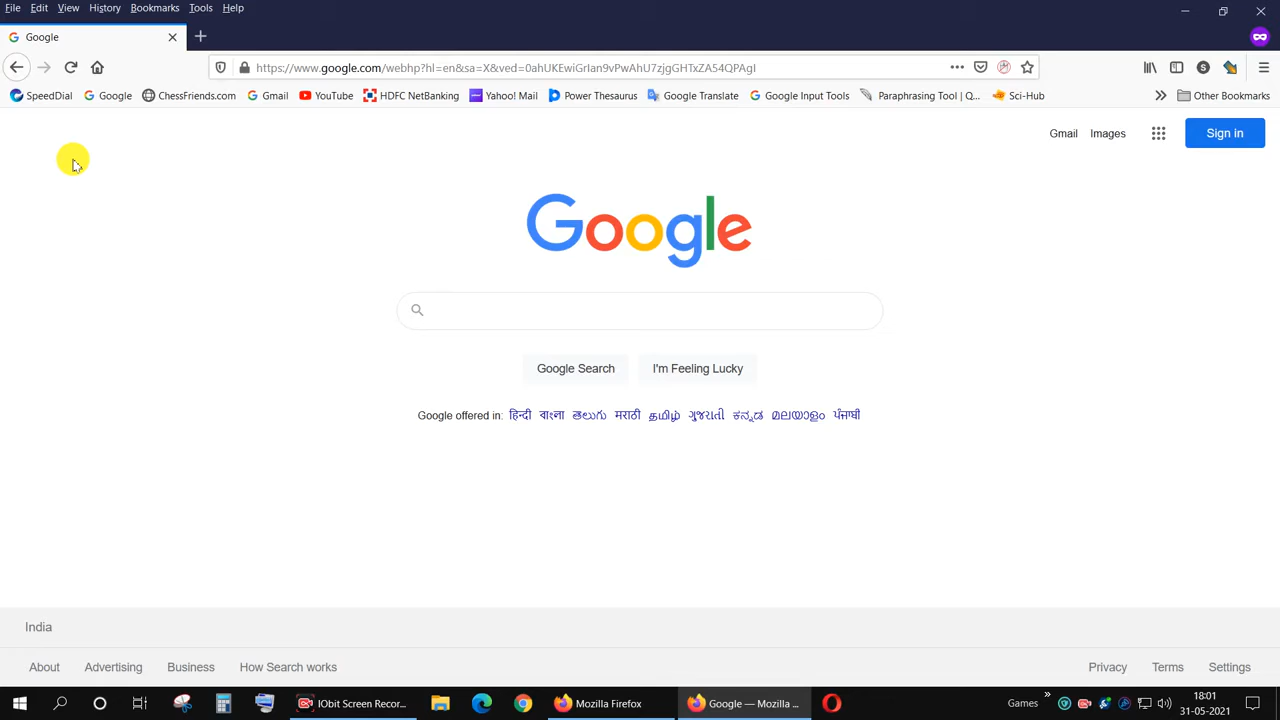 File Edit View History Bookmarks Tools Help
Google
https://www.google.com/webhp?hl=en&sa=X&ved=0ahUKEwiGrIan9vPwAhU7zjgGHTxZA54QPAgI
SpeedDial Google ChessFriends.com Gmail YouTube HDFC NetBanking Yahoo! Mail Power Thesaurus Google Translate Google Input Tools Paraphrasing Tool | Q... Sci-Hub Other Bookmarks
Gmail Images Sign in
Google
Google Search I'm Feeling Lucky
Google offered in: हिन्दी বাংলা తెలుగు मराठी தமிழ் ગુજરાતી ಕನ್ನಡ മലയാളം ਪੰਜਾਬੀ
India
About Advertising Business How Search works Privacy Terms Settings
IObit Screen Recor... Mozilla Firefox Google — Mozilla ... Games 18:01
31-05-2021